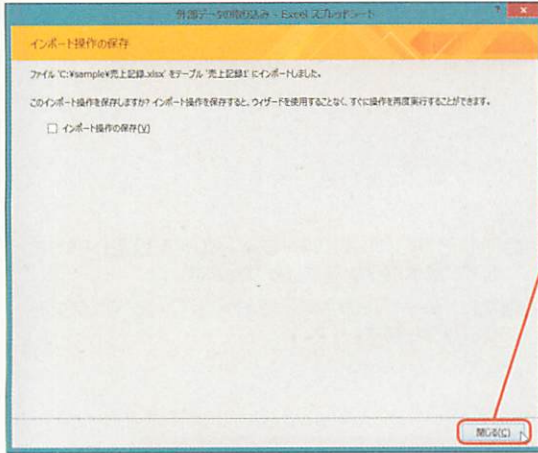 外部データの取り込み - Excel スプレッドシート
インポート操作の保存
ファイル 'C:¥sample¥売上記録.xlsx' をテーブル '売上記録1' にインポートしました。
このインポート操作を保存しますか? インポート操作を保存すると、ウィザードを使用することなく、すぐに操作を再度実行することができます。
インポート操作の保存(V)
閉じる(C)